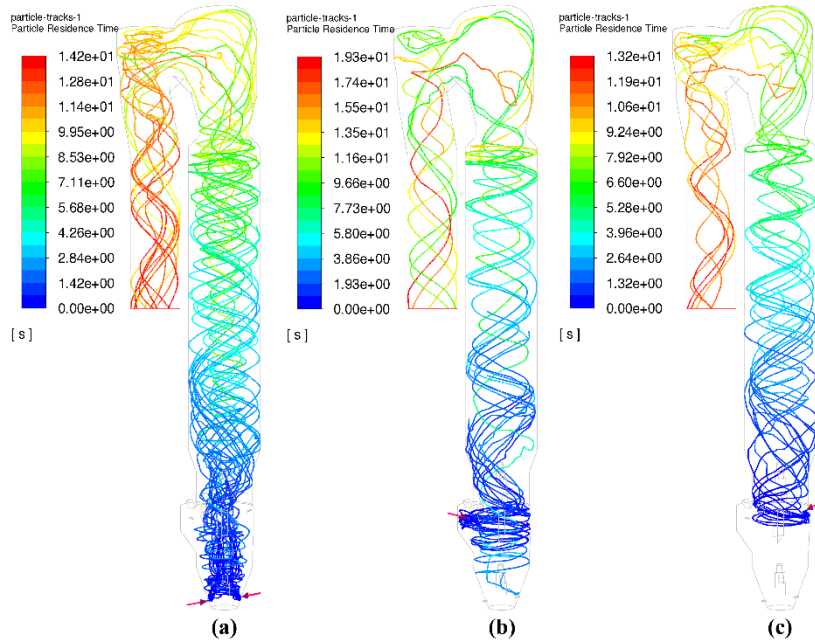 particle-tracks-1
Particle Residence Time
1.42e+01
1.28e+01
1.14e+01
9.95e+00
8.53e+00
7.11e+00
5.68e+00
4.26e+00
2.84e+00
1.42e+00
0.00e+00
[ s ]
(a)
particle-tracks-1
Particle Residence Time
1.93e+01
1.74e+01
1.55e+01
1.35e+01
1.16e+01
9.66e+00
7.73e+00
5.80e+00
3.86e+00
1.93e+00
0.00e+00
[ s ]
(b)
particle-tracks-1
Particle Residence Time
1.32e+01
1.19e+01
1.06e+01
9.24e+00
7.92e+00
6.60e+00
5.28e+00
3.96e+00
2.64e+00
1.32e+00
0.00e+00
[ s ]
(c)